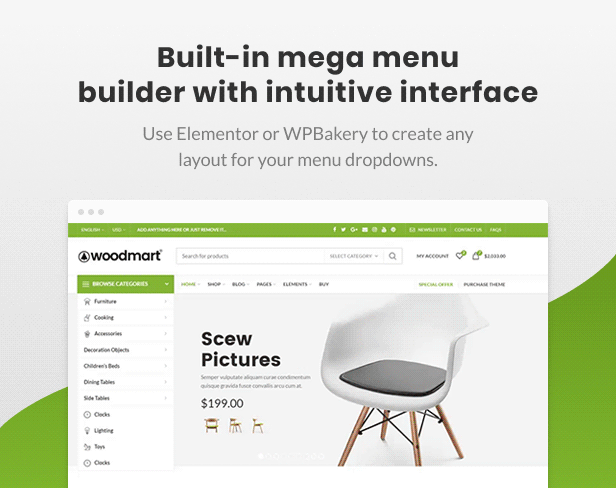 Built-in mega menu
builder with intuitive interface
Use Elementor or WPBakery to create any
layout for your menu dropdowns.
ENGLISH USD ADD ANYTHING HERE OR JUST REMOVE IT... NEWSLETTER CONTACT US FAQS
woodmart Search for products SELECT CATEGORY MY ACCOUNT $2,033.00
BROWSE CATEGORIES HOME SHOP BLOG PAGES ELEMENTS BUY SPECIAL ORDER PURCHASE THEME
Furniture
Cooking
Accessories
Decoration Objects
Children's Beds
Dining Tables
Side Tables
Clocks
Lighting
Toys
Clocks
Scew
Pictures
Semper vulputate aliquam curae condimentum
quisque gravida fusce convallis arcu cum at.
$199.00